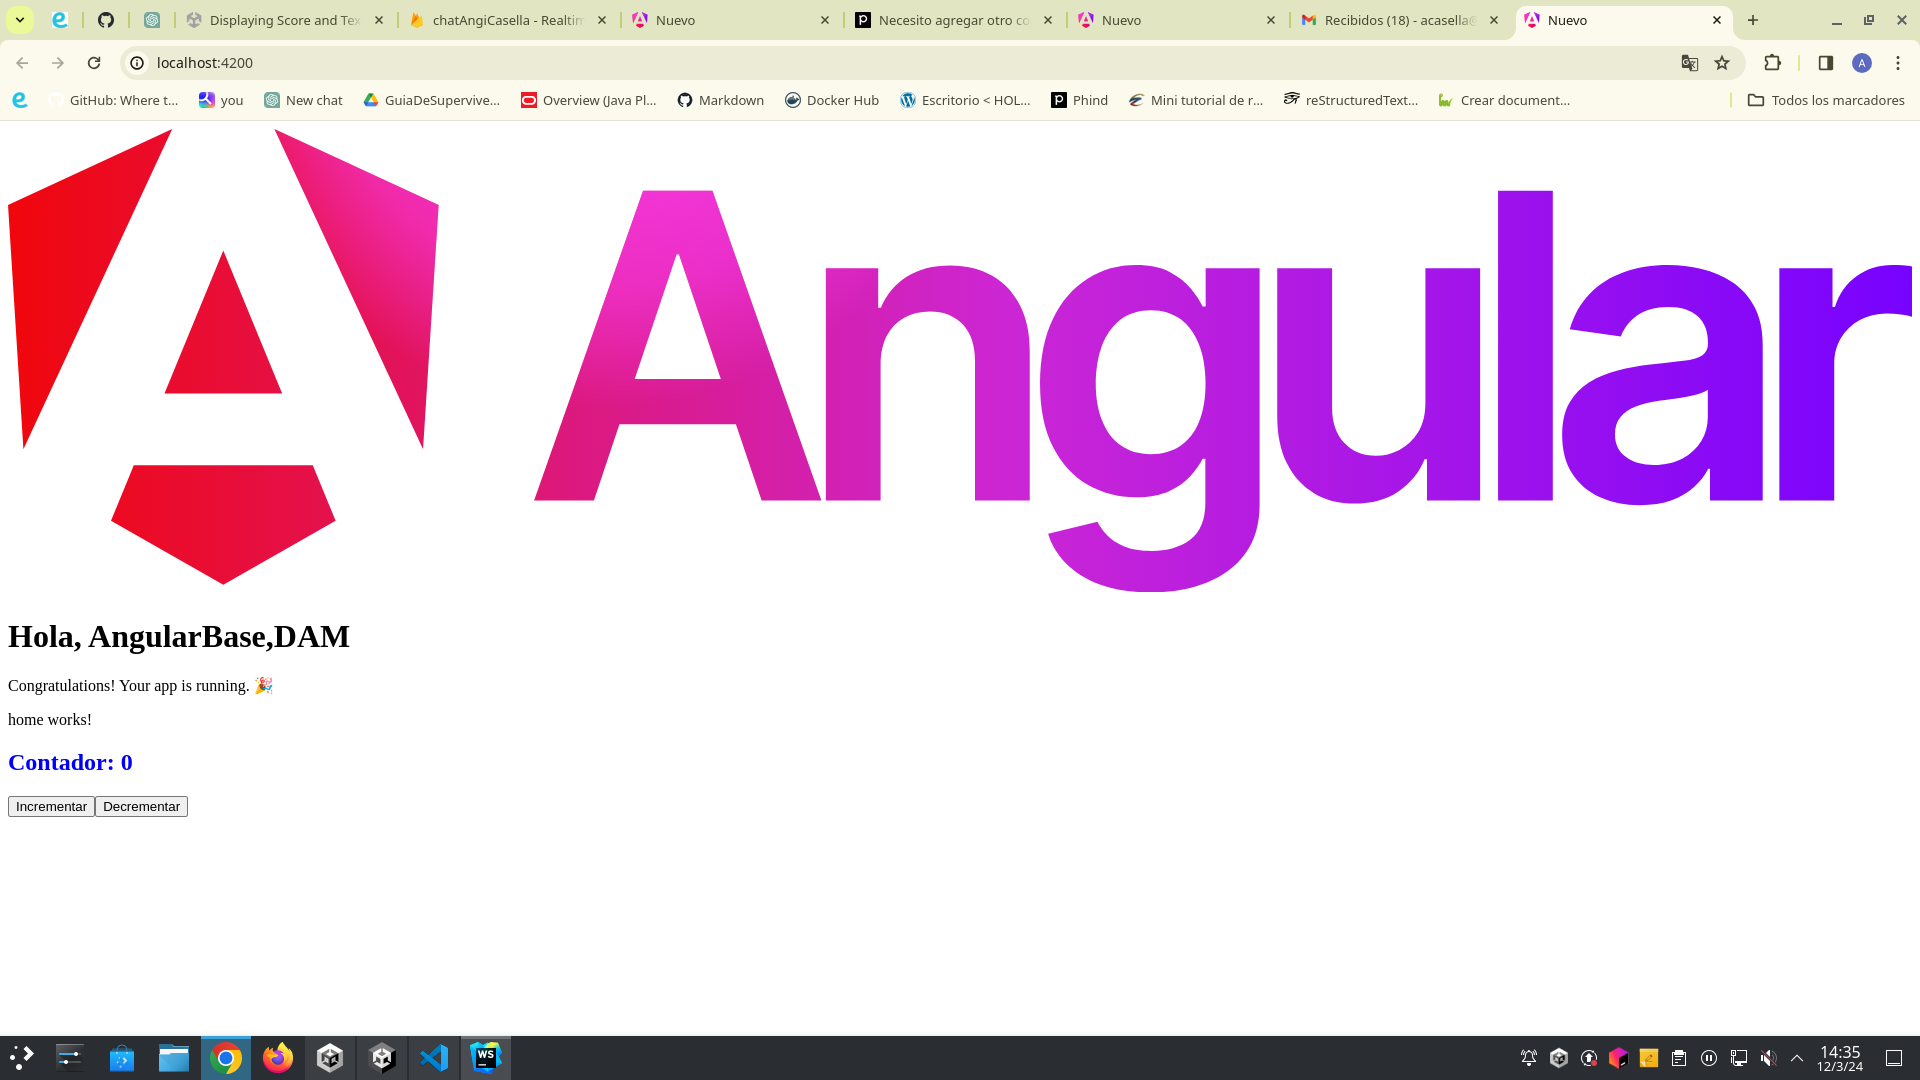 Displaying Score and Tex
chatAngiCasella - Realtim
Nuevo
Necesito agregar otro co
Nuevo
Recibidos (18) - acasella@
Nuevo
localhost:4200
A
GitHub: Where t...
you
New chat
GuiaDeSupervive...
Overview (Java Pl...
Markdown
Docker Hub
Escritorio < HOL...
Phind
Mini tutorial de r...
reStructuredText...
Crear document...
Todos los marcadores
Angular
Hola, AngularBase,DAM
Congratulations! Your app is running. 🎉
home works!
Contador: 0
Incrementar Decrementar
WS
14:35
12/3/24